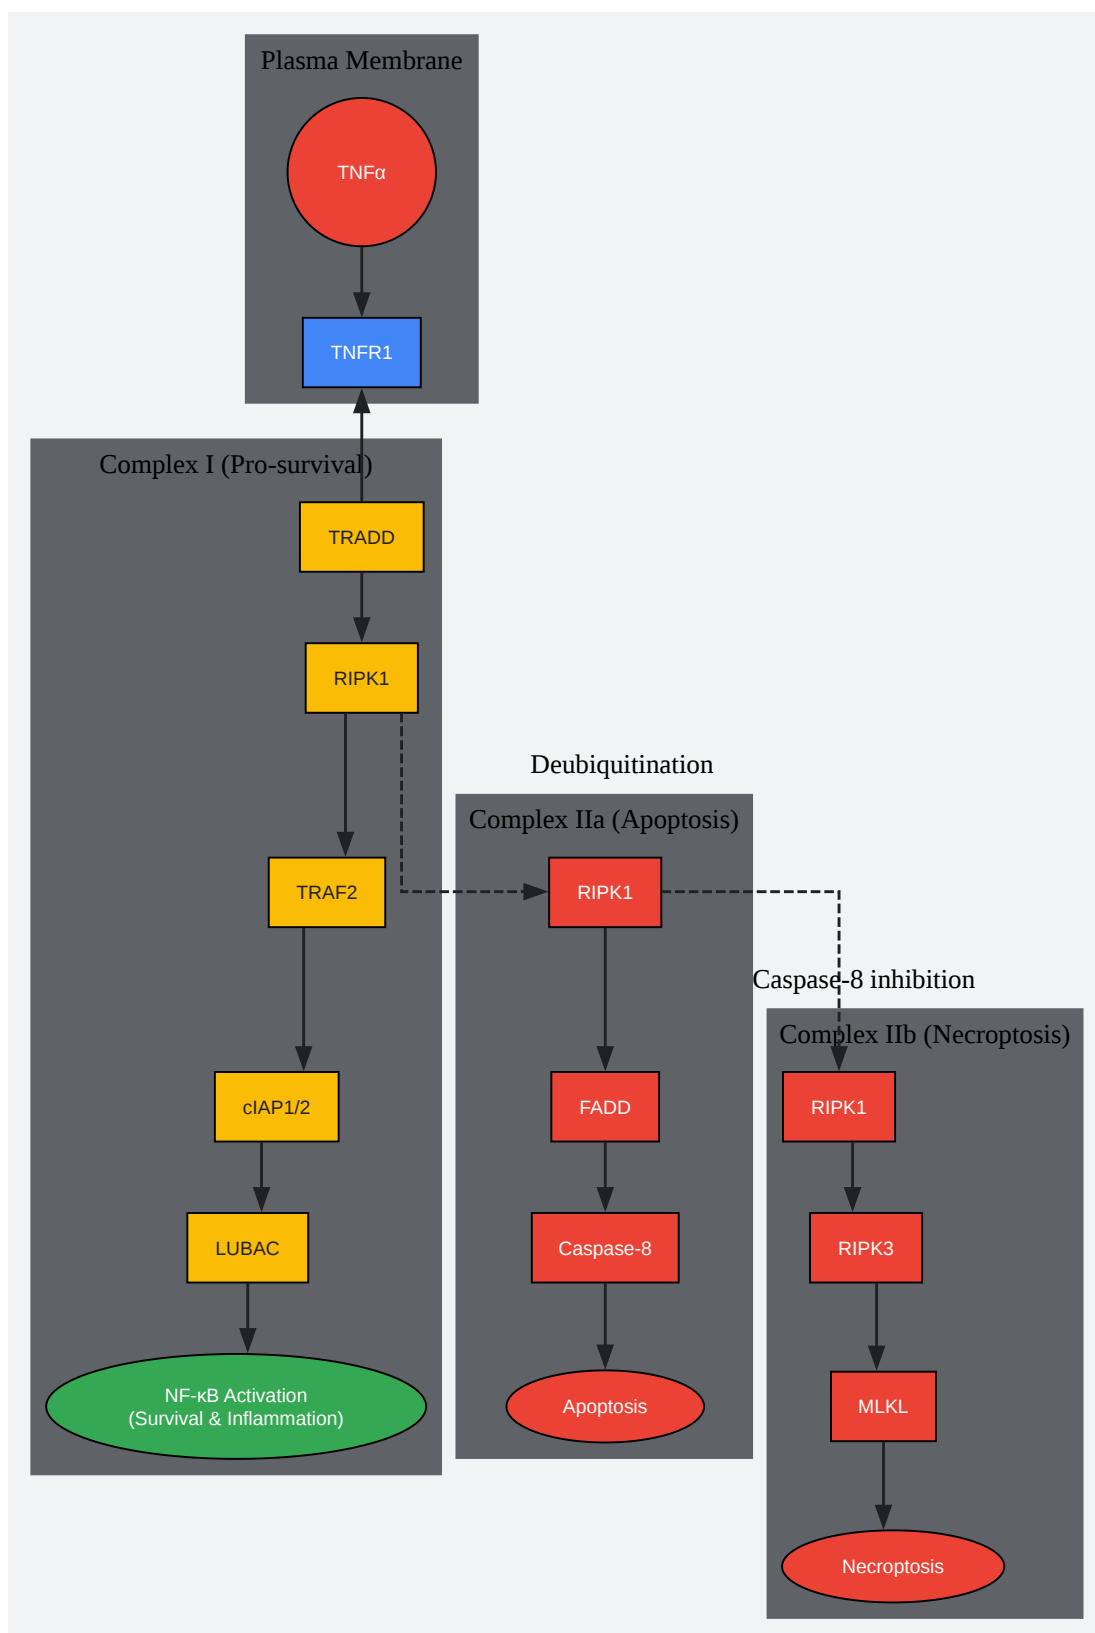 Plasma Membrane
TNFα
TNFR1
Complex I (Pro-survival)
TRADD
RIPK1
Deubiquitination
Complex IIa (Apoptosis)
TRAF2
RIPK1
Caspase-8 inhibition
Complex IIb (Necroptosis)
cIAP1/2
FADD
RIPK1
LUBAC
Caspase-8
RIPK3
NF-κB Activation
(Survival & Inflammation)
Apoptosis
MLKL
Necroptosis